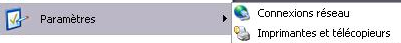 Paramètres
Connexions réseau
Imprimantes et télécopieurs